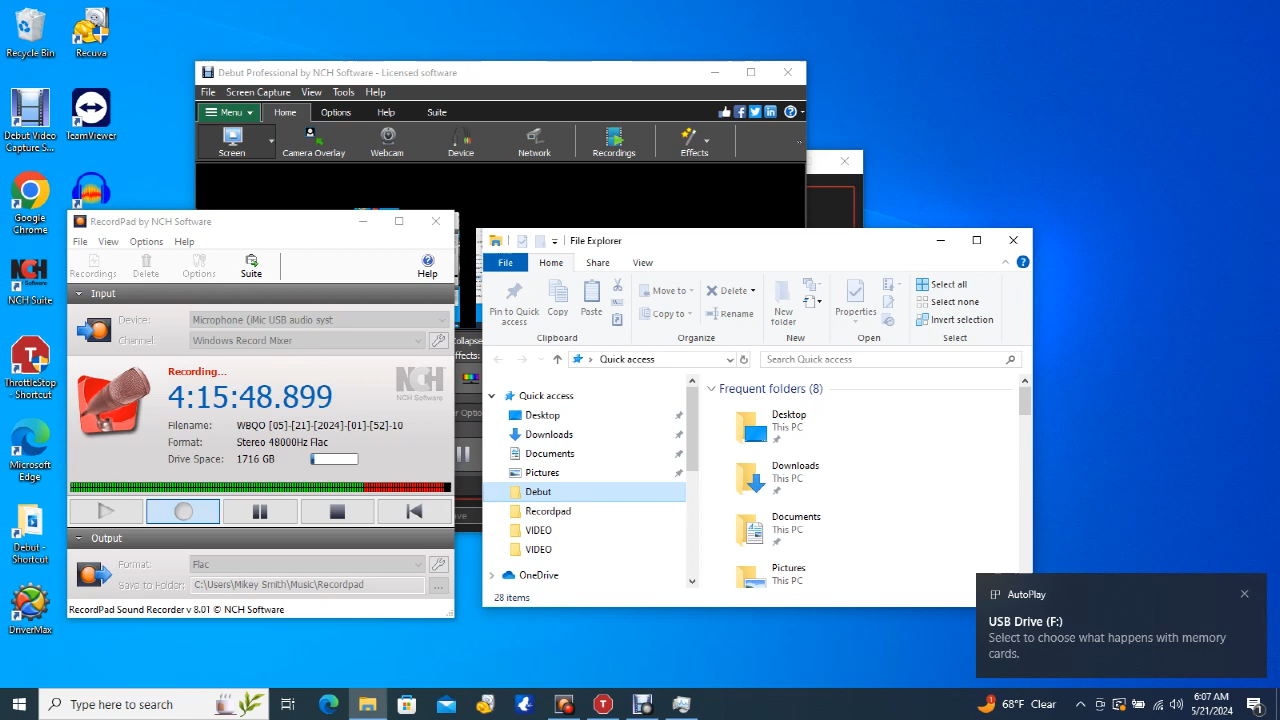 Recycle Bin
Recuva
Debut Video
Capture S...
TeamViewer
Google
Chrome
NCH
NCH Suite
ThrottleStop
- Shortcut
Microsoft
Edge
Debut -
Shortcut
DriverMax
Debut Professional by NCH Software - Licensed software
File Screen Capture View Tools Help
Menu Home Options Help Suite
Screen Camera Overlay Webcam Device Network Recordings Effects
RecordPad by NCH Software
File View Options Help
Recordings Delete Options Suite Help
Input
Device: Microphone (iMic USB audio syst
Channel: Windows Record Mixer
Recording...
4:15:48.899
NCH
NCH Software
Filename: WBQO [05]-[21]-[2024]-[01]-[52]-10
Format: Stereo 48000Hz Flac
Drive Space: 1716 GB
Output
Format: Flac
Save to Folder: C:\Users\Mikey Smith\Music\Recordpad
...
RecordPad Sound Recorder v 8.01 © NCH Software
File Explorer
File Home Share View
Pin to Quick
access
Copy
Paste
Clipboard
Move to
Copy to
Delete
Rename
Organize
New
folder
New
Properties
Open
Select all
Select none
Invert selection
Select
Quick access
Search Quick access
Quick access
Desktop
Downloads
Documents
Pictures
Debut
Recordpad
VIDEO
VIDEO
OneDrive
Frequent folders (8)
Desktop
This PC
Downloads
This PC
Documents
This PC
Pictures
This PC
28 items
AutoPlay
USB Drive (F:)
Select to choose what happens with memory
cards.
Type here to search
68°F Clear
6:07 AM
5/21/2024
1